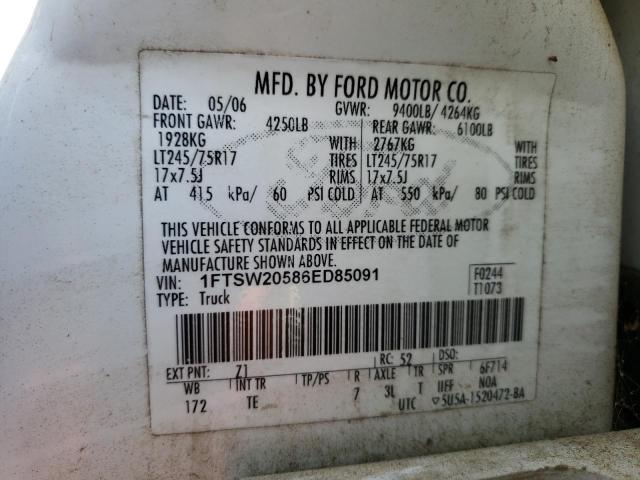 MFD. BY FORD MOTOR CO.
DATE: 05/06 GVWR: 9400LB/ 4264KG
FRONT GAWR: 4250LB REAR GAWR: 6100LB
1928KG WITH 2767KG WITH
LT245/75R17 TIRES LT245/75R17 TIRES
17x7.5J RIMS 17x7.5J RIMS
AT 415 kPa/ 60 PSI COLD AT 550 kPa/ 80 PSI COLD
THIS VEHICLE CONFORMS TO ALL APPLICABLE FEDERAL MOTOR
VEHICLE SAFETY STANDARDS IN EFFECT ON THE DATE OF
MANUFACTURE SHOWN ABOVE.
VIN: 1FTSW20586ED85091 F0244
TYPE: Truck T1073
EXT PNT: Z1 RC: 52 DSO:
WB INT TR TP/PS R AXLE TR SPR 6F714
172 TE 7 3L T IIFF N0A
UTC ▽5U5A-1520472-BA